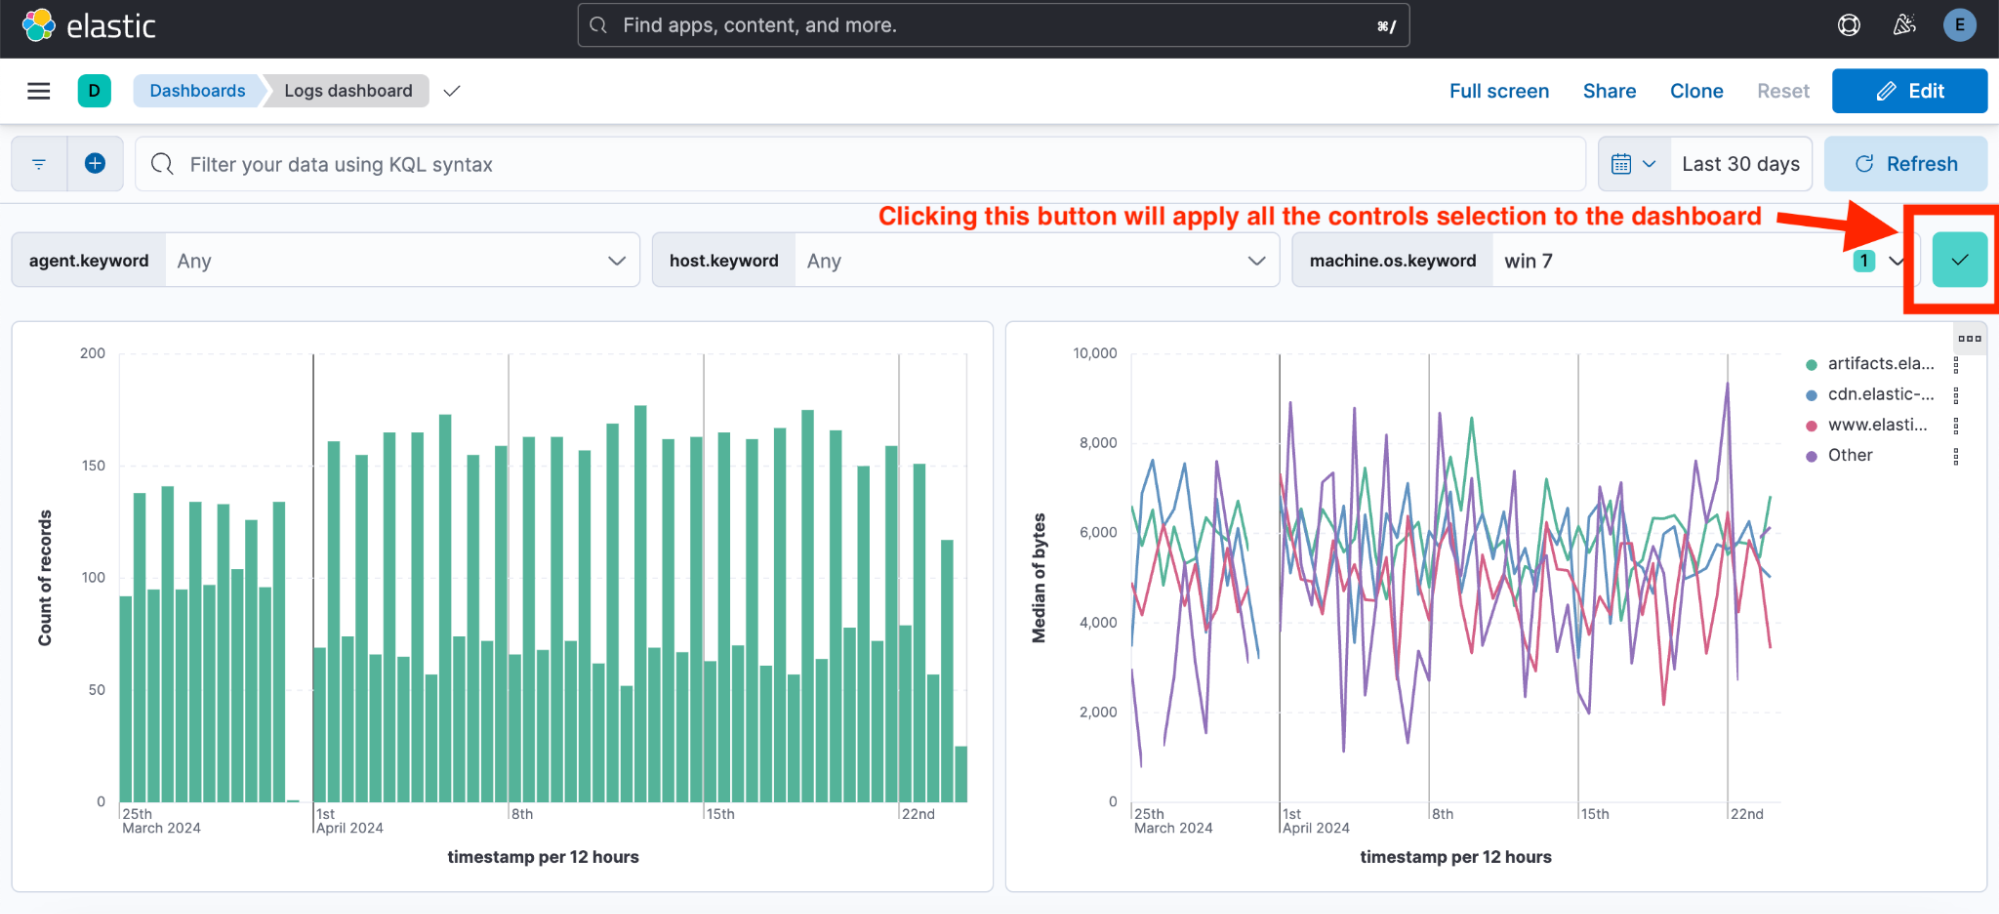 elastic
Find apps, content, and more.
⌘/
E
D
Dashboards
Logs dashboard
Full screen
Share
Clone
Reset
Edit
Filter your data using KQL syntax
Last 30 days
Refresh
Clicking this button will apply all the controls selection to the dashboard
agent.keyword
Any
host.keyword
Any
machine.os.keyword
win 7
1
200
150
100
50
0
Count of records
25th
March 2024
1st
April 2024
8th
15th
22nd
timestamp per 12 hours
10,000
8,000
6,000
4,000
2,000
0
Median of bytes
25th
March 2024
1st
April 2024
8th
15th
22nd
timestamp per 12 hours
artifacts.ela...
cdn.elastic-...
www.elasti...
Other